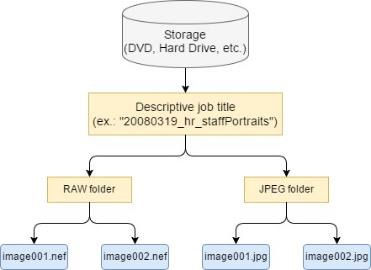 Storage
(DVD, Hard Drive, etc.)
Descriptive job title
(ex.: "20080319_hr_staffPortraits")
RAW folder
JPEG folder
image001.nef
image002.nef
image001.jpg
image002.jpg